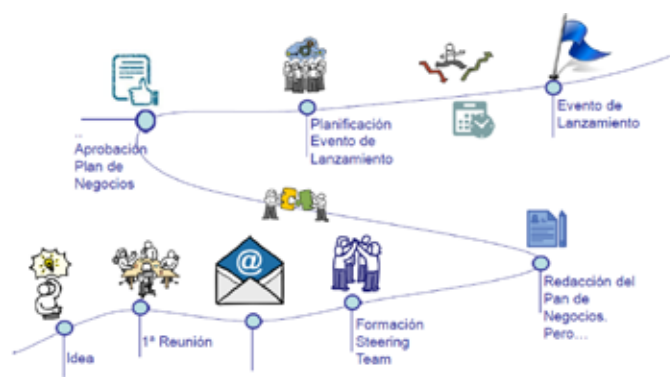 ..
Aprobación
Plan de
Negocios
Planificación
Evento de
Lanzamiento
Evento de
Lanzamiento
@
Idea
1ª Reunión
Formación
Steering
Team
Redacción del
Pan de
Negocios.
Pero...